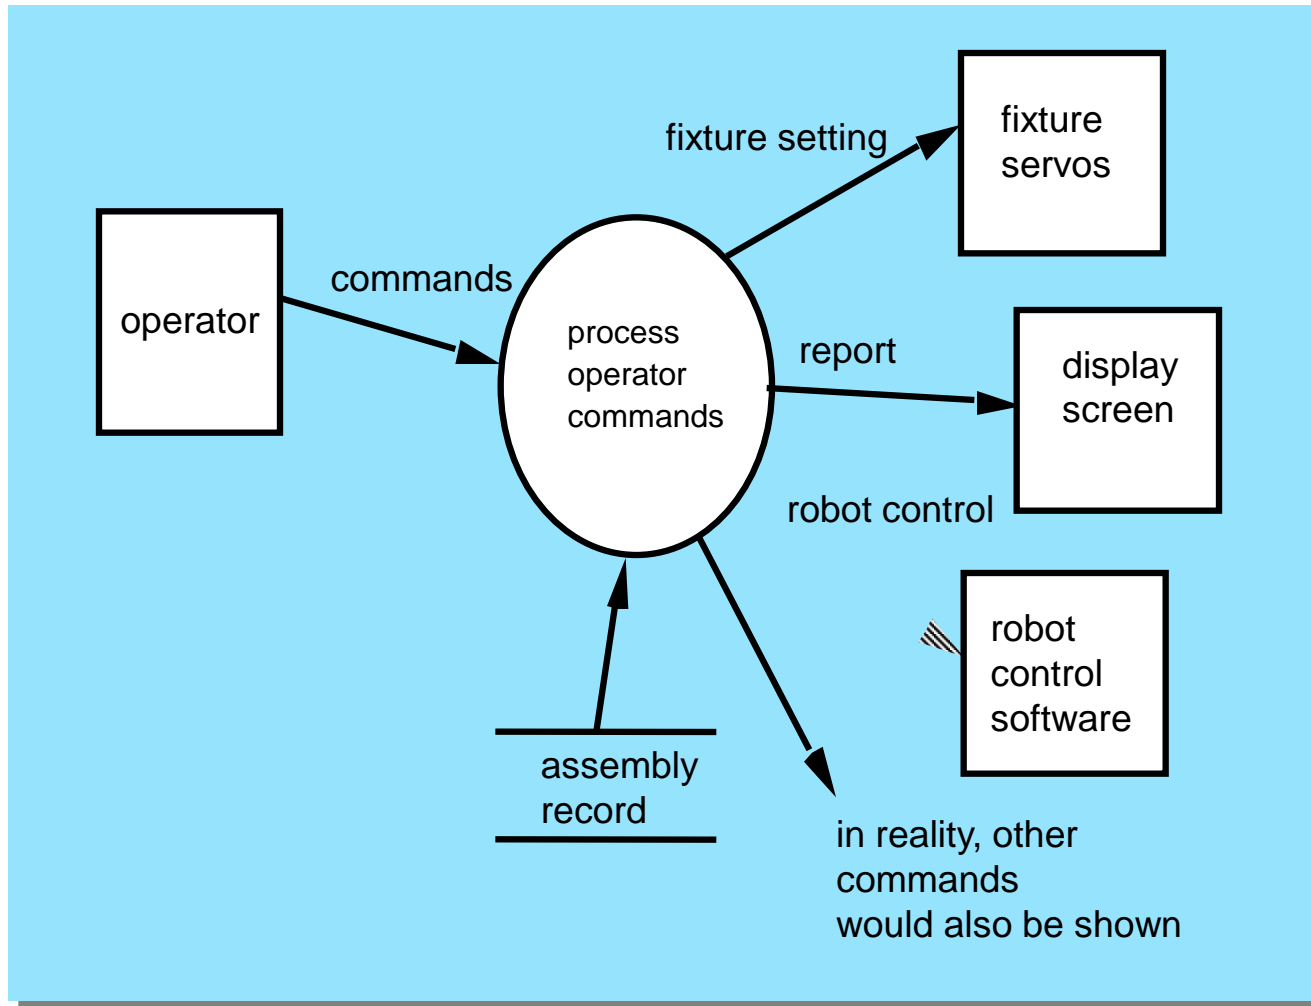 fixture setting
fixture
servos
commands
operator
process
operator
commands
report
display
screen
robot control
robot
control
software
assembly
record
in reality, other
commands
would also be shown